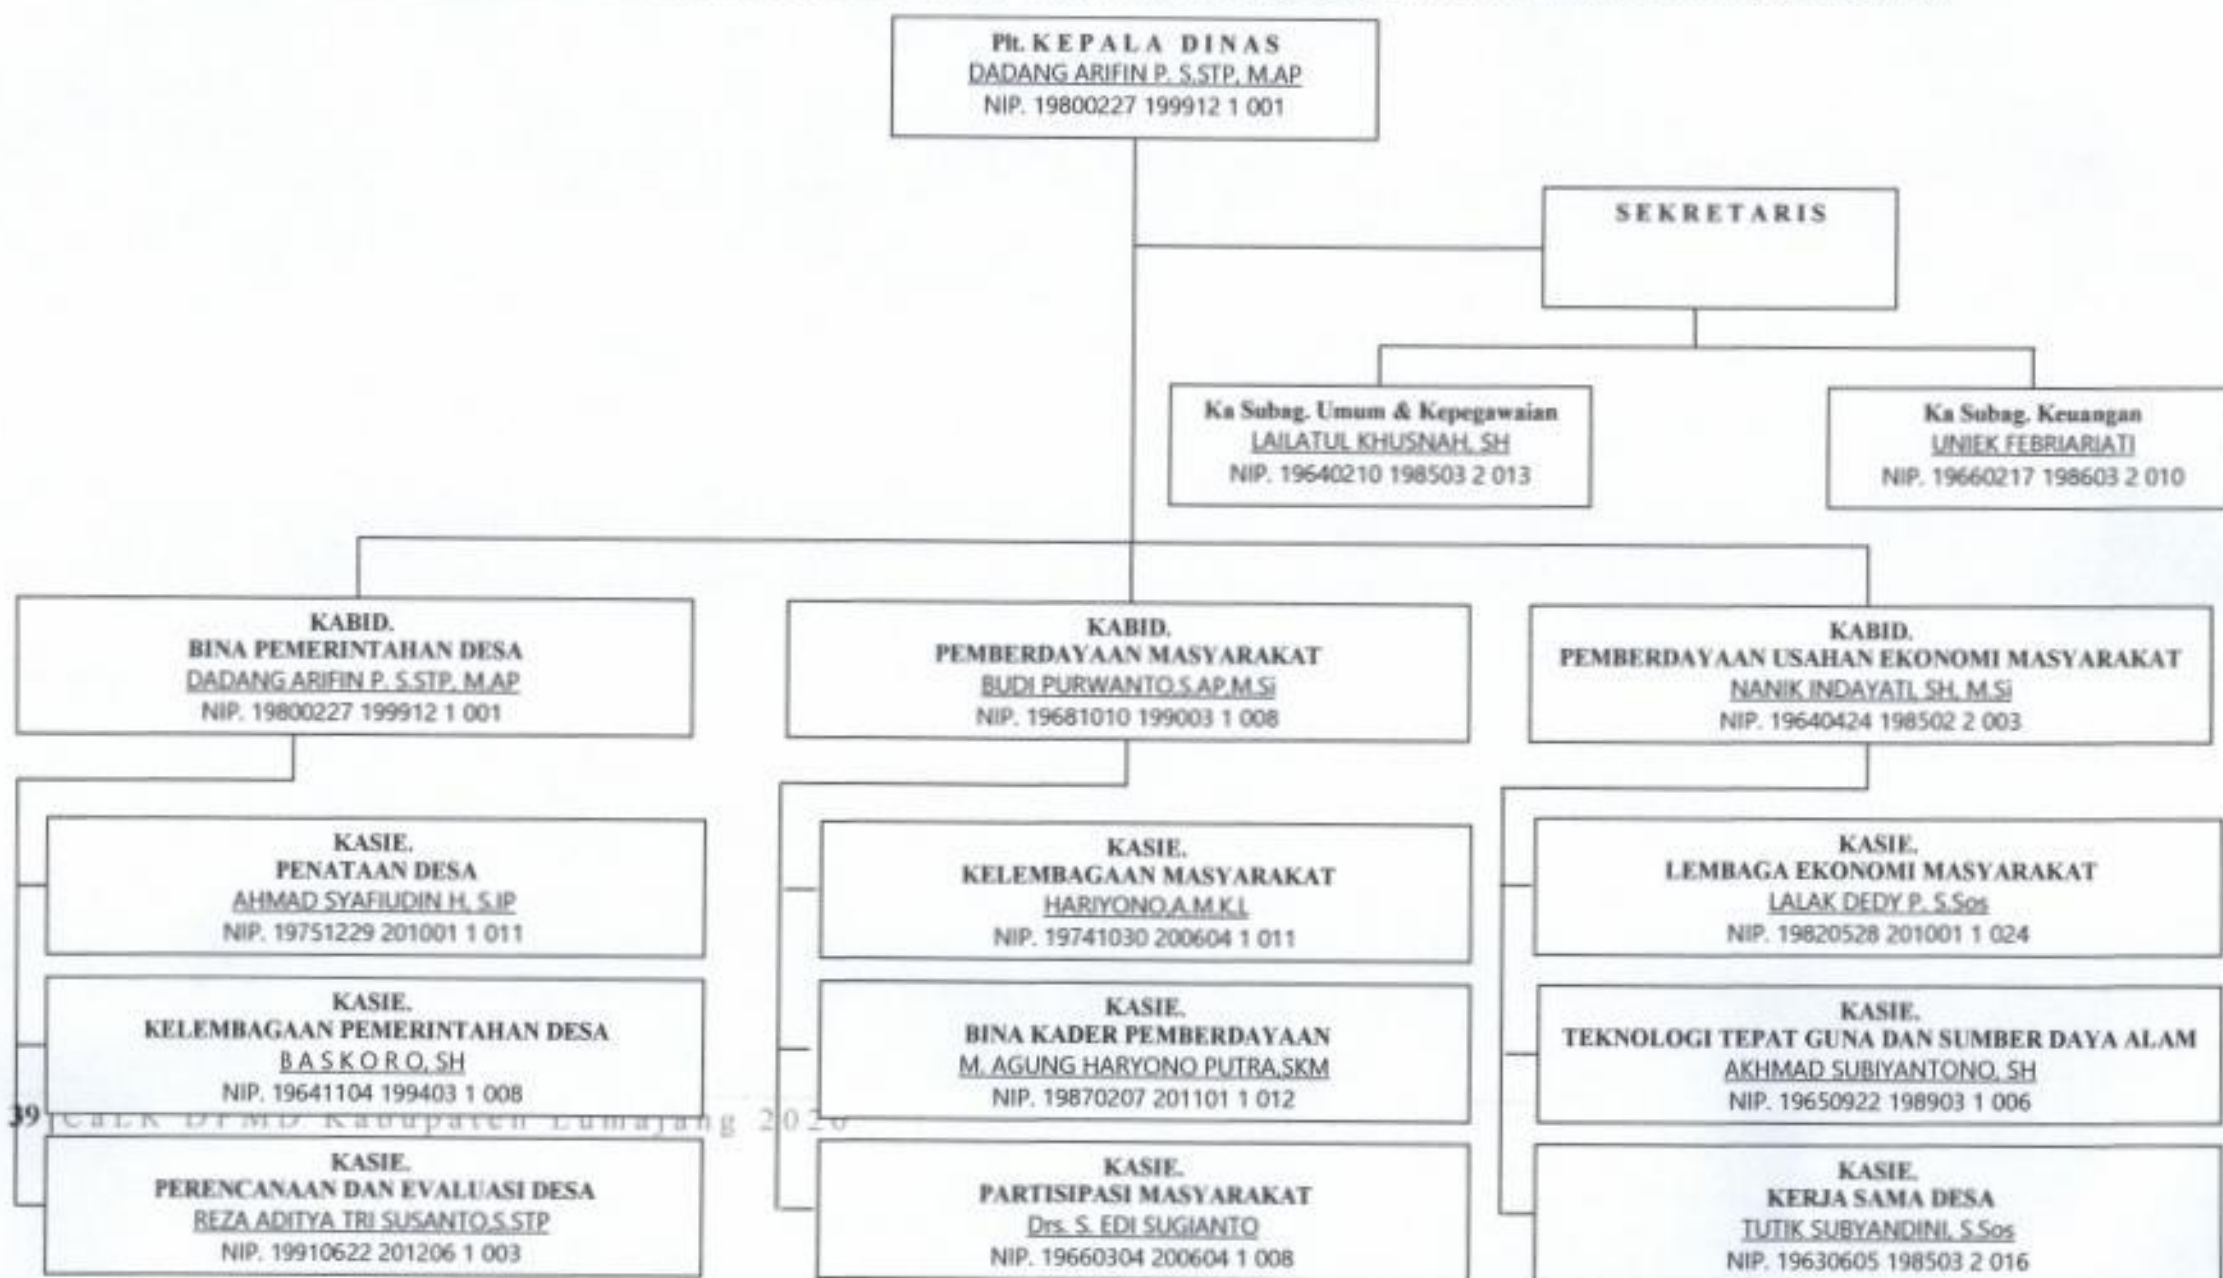 Plt. KEPALA DINAS
DADANG ARIFIN P. S.STP, M.AP
NIP. 19800227 199912 1 001
SEKRETARIS
Ka Subag. Umum & Kepegawaian
LAILATUL KHUSNAH, SH
NIP. 19640210 198503 2 013
Ka Subag. Keuangan
UNIEK FEBRIARIATI
NIP. 19660217 198603 2 010
KABID.
BINA PEMERINTAHAN DESA
DADANG ARIFIN P. S.STP, M.AP
NIP. 19800227 199912 1 001
KABID.
PEMBERDAYAAN MASYARAKAT
BUDI PURWANTO.S.AP,M.Si
NIP. 19681010 199003 1 008
KABID.
PEMBERDAYAAN USAHAN EKONOMI MASYARAKAT
NANIK INDAYATI, SH, M.Si
NIP. 19640424 198502 2 003
KASIE.
PENATAAN DESA
AHMAD SYAFIUDIN H, S.IP
NIP. 19751229 201001 1 011
KASIE.
KELEMBAGAAN PEMERINTAHAN DESA
B A S K O R O, SH
NIP. 19641104 199403 1 008
KASIE.
PERENCANAAN DAN EVALUASI DESA
REZA ADITYA TRI SUSANTO,S.STP
NIP. 19910622 201206 1 003
KASIE.
KELEMBAGAAN MASYARAKAT
HARIYONO,A.M.K.L
NIP. 19741030 200604 1 011
KASIE.
BINA KADER PEMBERDAYAAN
M. AGUNG HARYONO PUTRA,SKM
NIP. 19870207 201101 1 012
KASIE.
PARTISIPASI MASYARAKAT
Drs. S. EDI SUGIANTO
NIP. 19660304 200604 1 008
KASIE.
LEMBAGA EKONOMI MASYARAKAT
LALAK DEDY P. S.Sos
NIP. 19820528 201001 1 024
KASIE.
TEKNOLOGI TEPAT GUNA DAN SUMBER DAYA ALAM
AKHMAD SUBIYANTONO, SH
NIP. 19650922 198903 1 006
KASIE.
KERJA SAMA DESA
TUTIK SUBYANDINI, S.Sos
NIP. 19630605 198503 2 016
39 | CaLK DPMD Kabupaten Lumajang 2020